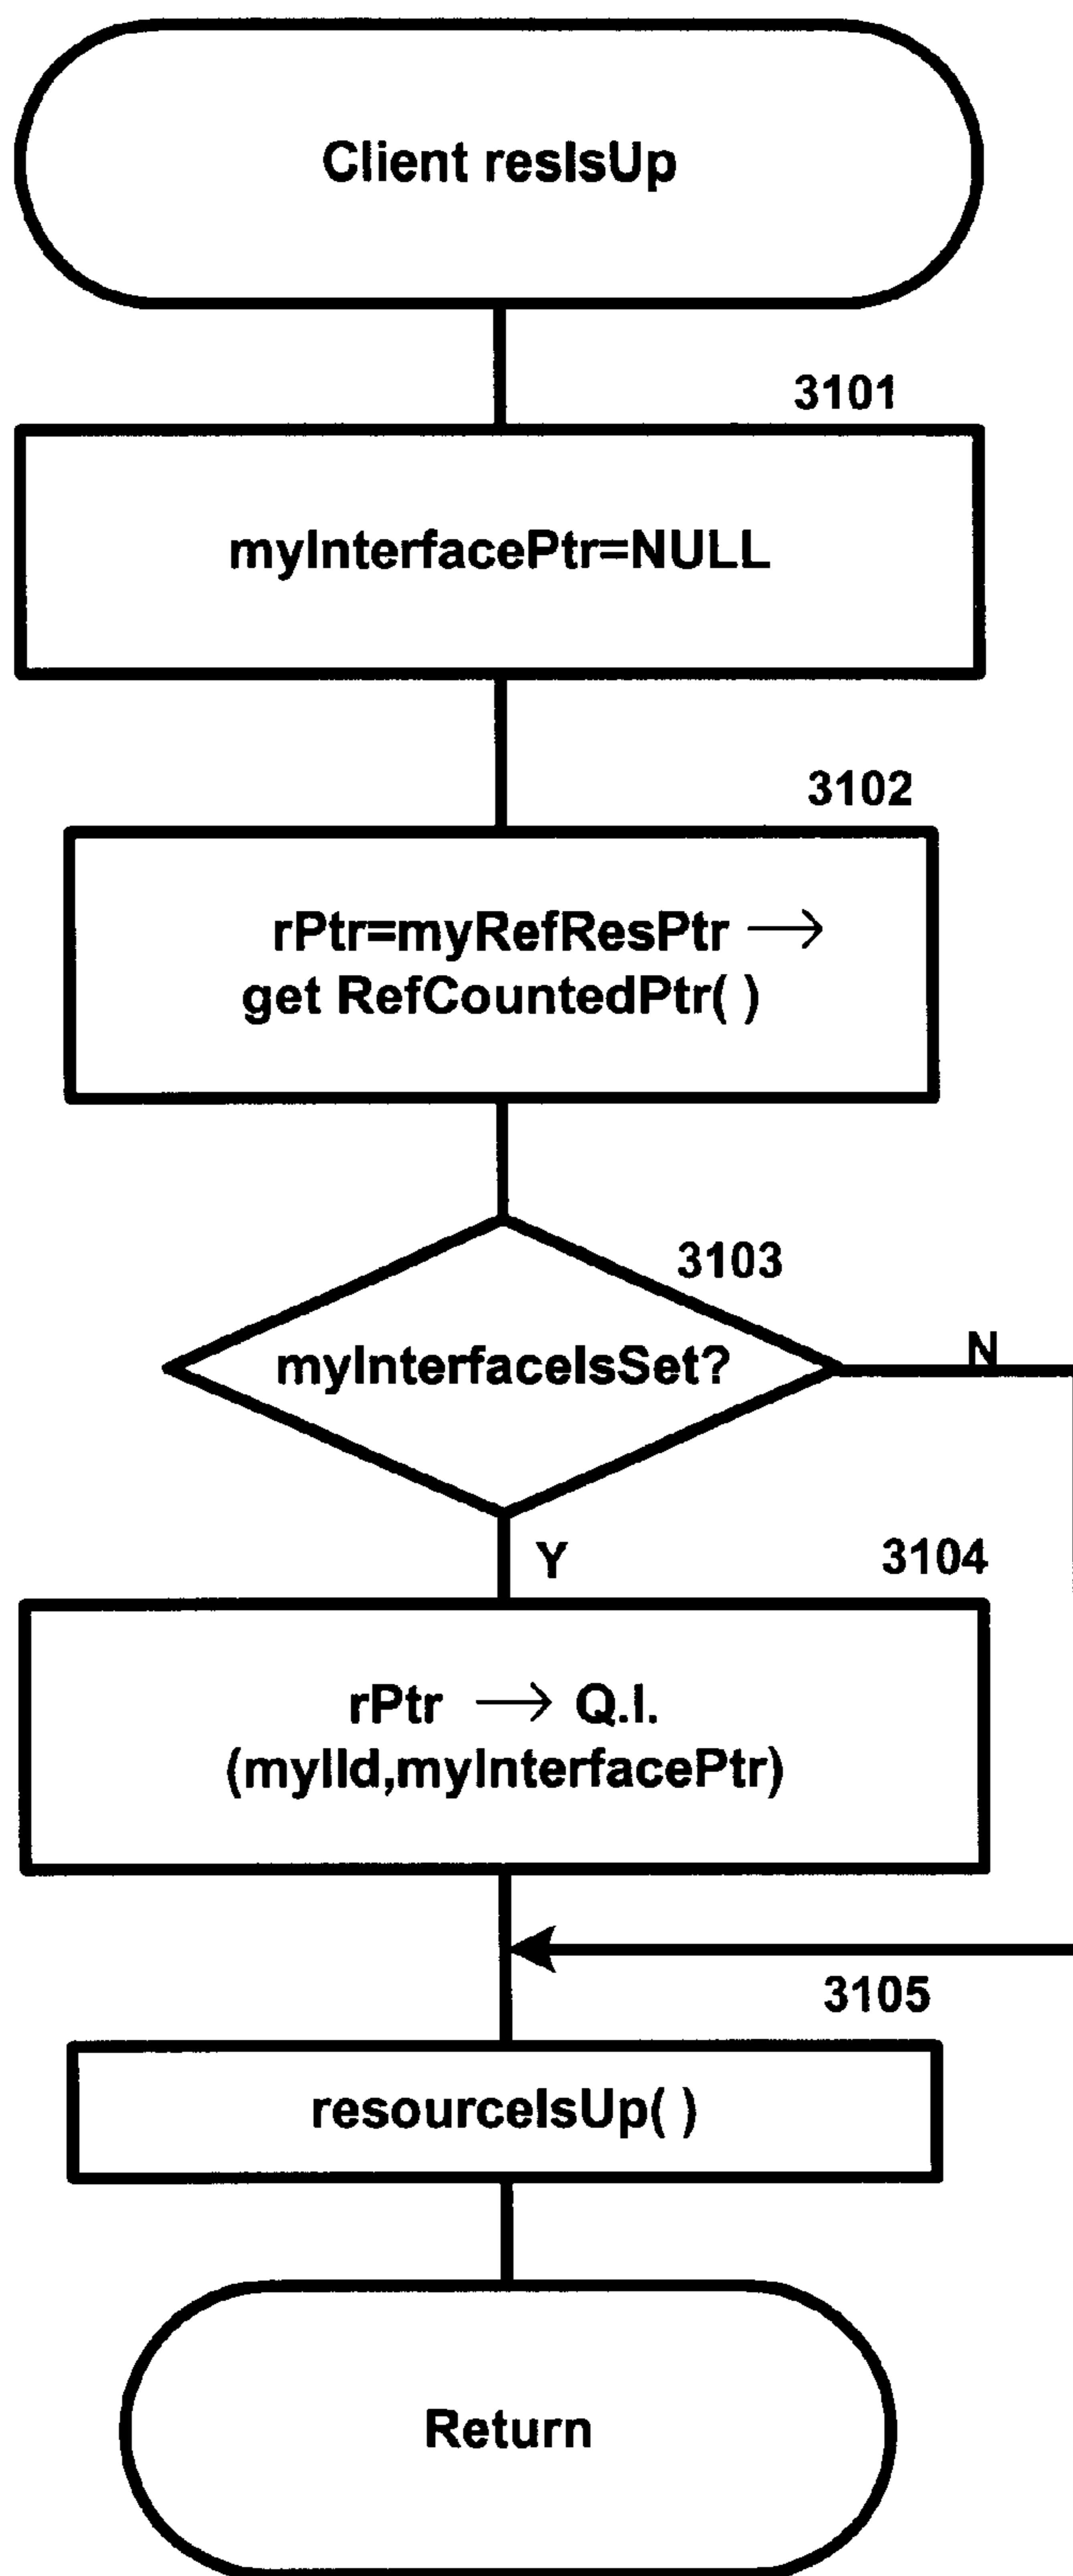 Client resIsUp
3101
myInterfacePtr=NULL
3102
rPtr=myRefResPtr →
get RefCountedPtr( )
3103
myInterfaceIsSet?
N
Y
3104
rPtr → Q.I.
(myIId,myInterfacePtr)
3105
resourceIsUp( )
Return